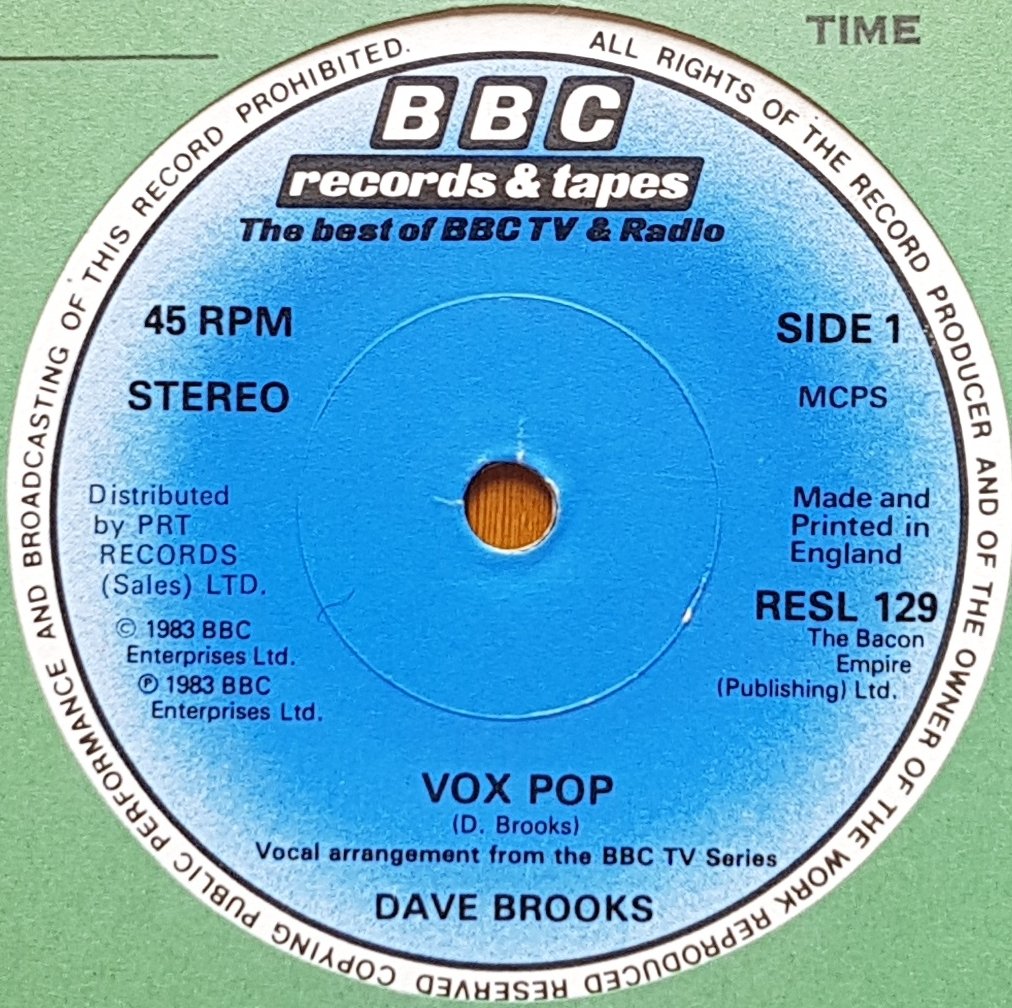 TIME
ALL RIGHTS OF THE RECORD PRODUCER AND OF THE OWNER OF THE WORK REPRODUCED RESERVED COPYING PUBLIC PERFORMANCE AND BROADCASTING OF THIS RECORD PROHIBITED.
BBC
records & tapes
The best of BBC TV & Radio
45 RPM
STEREO
Distributed
by PRT
RECORDS
(Sales) LTD.
© 1983 BBC
Enterprises Ltd.
℗ 1983 BBC
Enterprises Ltd.
SIDE 1
MCPS
Made and
Printed in
England
RESL 129
The Bacon
Empire
(Publishing) Ltd.
VOX POP
(D. Brooks)
Vocal arrangement from the BBC TV Series
DAVE BROOKS